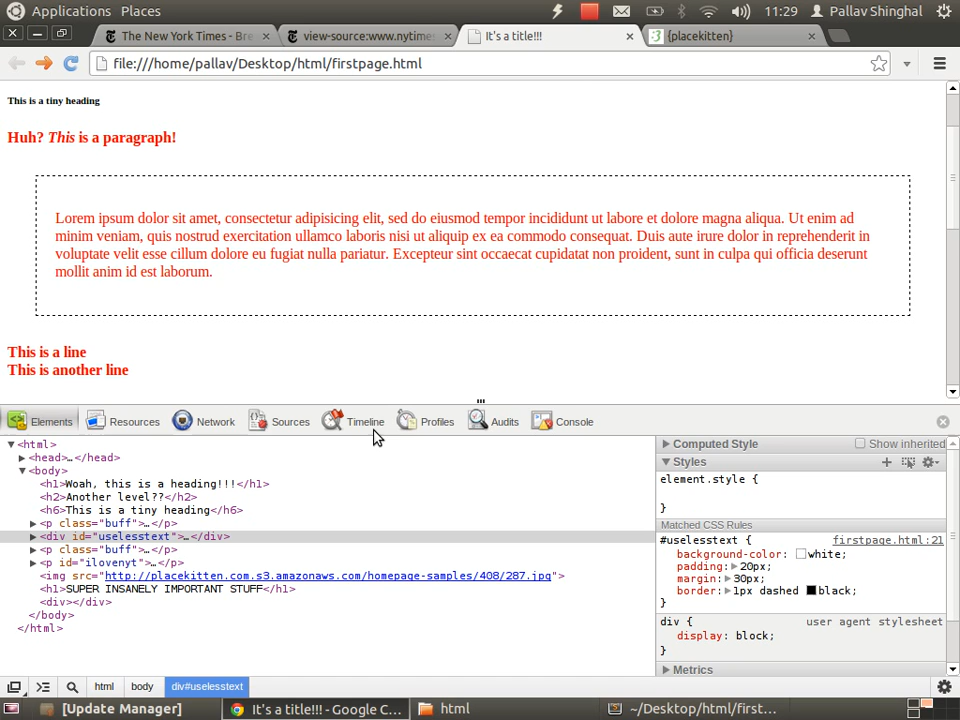 Applications Places 11:29 Pallav Shinghal
The New York Times - Bre view-source:www.nytimes It's a title!!! {placekitten}
file:///home/pallav/Desktop/html/firstpage.html
This is a tiny heading
Huh? This is a paragraph!
Lorem ipsum dolor sit amet, consectetur adipisicing elit, sed do eiusmod tempor incididunt ut labore et dolore magna aliqua. Ut enim ad
minim veniam, quis nostrud exercitation ullamco laboris nisi ut aliquip ex ea commodo consequat. Duis aute irure dolor in reprehenderit in
voluptate velit esse cillum dolore eu fugiat nulla pariatur. Excepteur sint occaecat cupidatat non proident, sunt in culpa qui officia deserunt
mollit anim id est laborum.
This is a line
This is another line
Elements Resources Network Sources Timeline Profiles Audits Console
<html>
<head>…</head>
<body>
<h1>Woah, this is a heading!!!</h1>
<h2>Another level??</h2>
<h6>This is a tiny heading</h6>
<p class="buff">…</p>
<div id="uselesstext">…</div>
<p class="buff">…</p>
<p id="ilovenyt">…</p>
<img src="http://placekitten.com.s3.amazonaws.com/homepage-samples/408/287.jpg">
<h1>SUPER INSANELY IMPORTANT STUFF</h1>
<div></div>
</body>
</html>
Computed Style Show inherited
Styles
element.style {
}
Matched CSS Rules
#uselesstext { firstpage.html:21
background-color: white;
padding: 20px;
margin: 30px;
border: 1px dashed black;
}
div { user agent stylesheet
display: block;
}
Metrics
html body div#uselesstext
[Update Manager] It's a title!!! - Google C... html ~/Desktop/html/first...